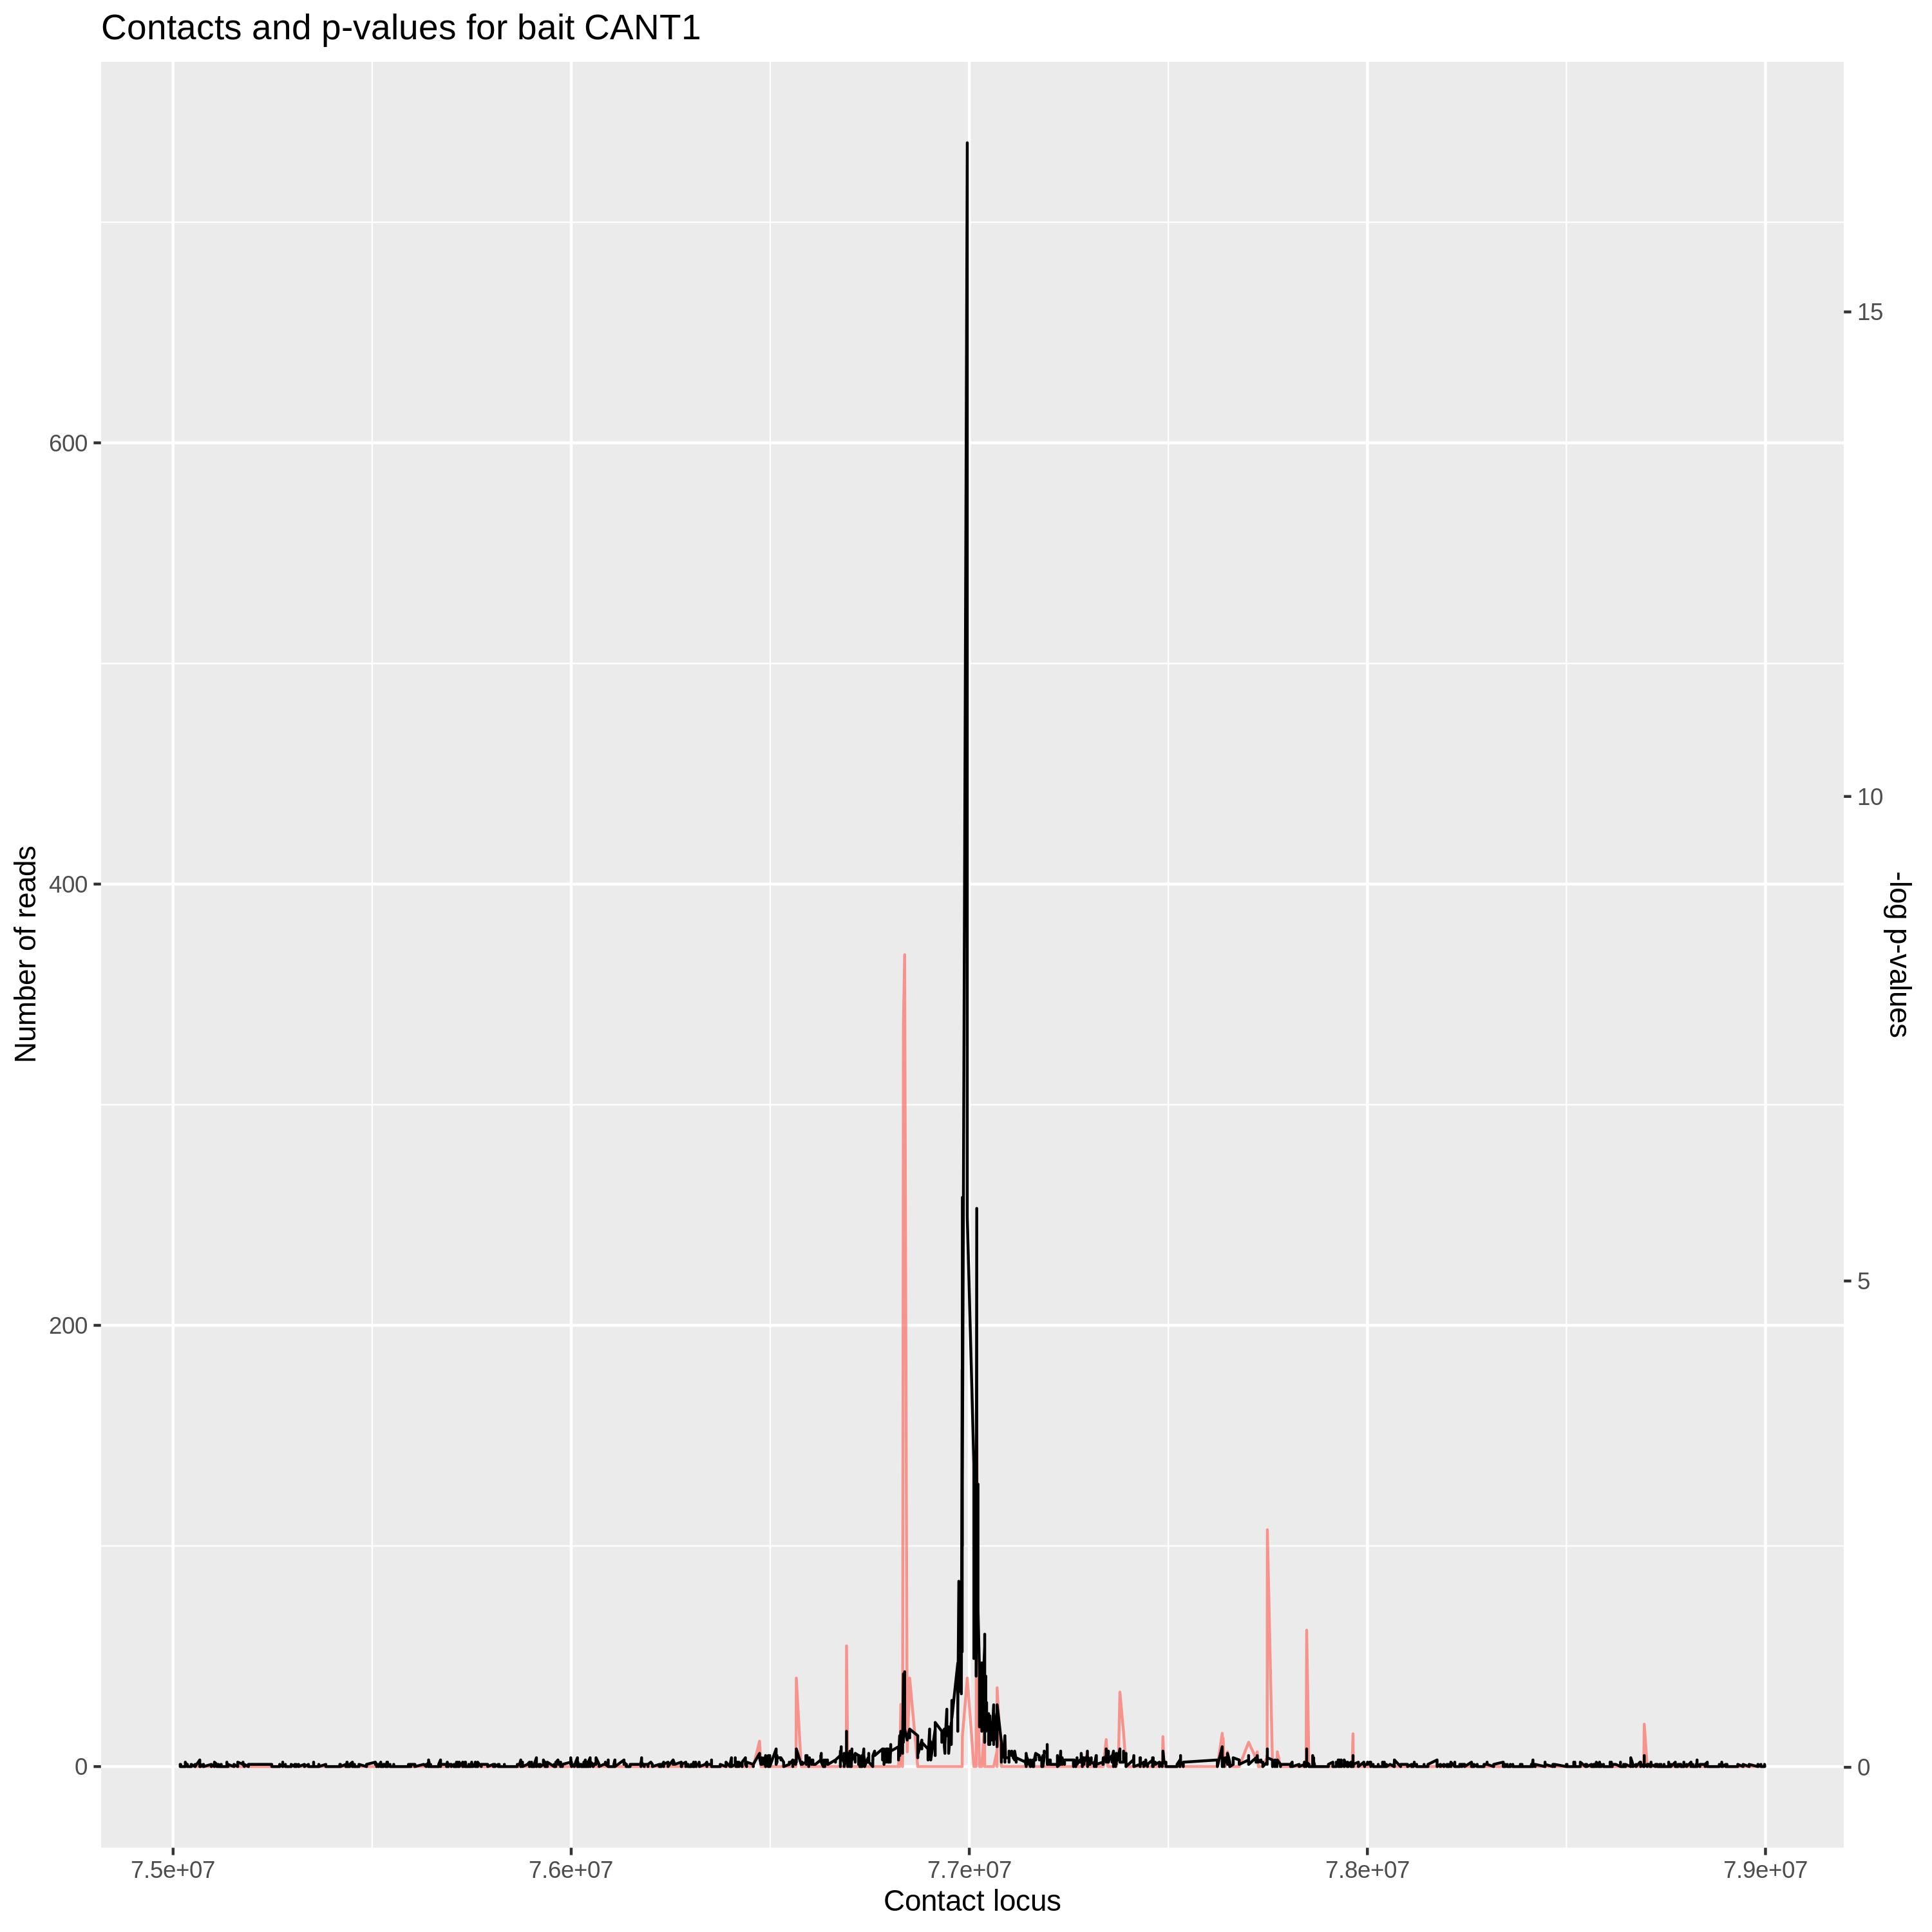 Contacts and p-values for bait CANT1
600
400
200
0
15
10
5
0
Number of reads
-log p-values
7.5e+07
7.6e+07
7.7e+07
7.8e+07
7.9e+07
Contact locus